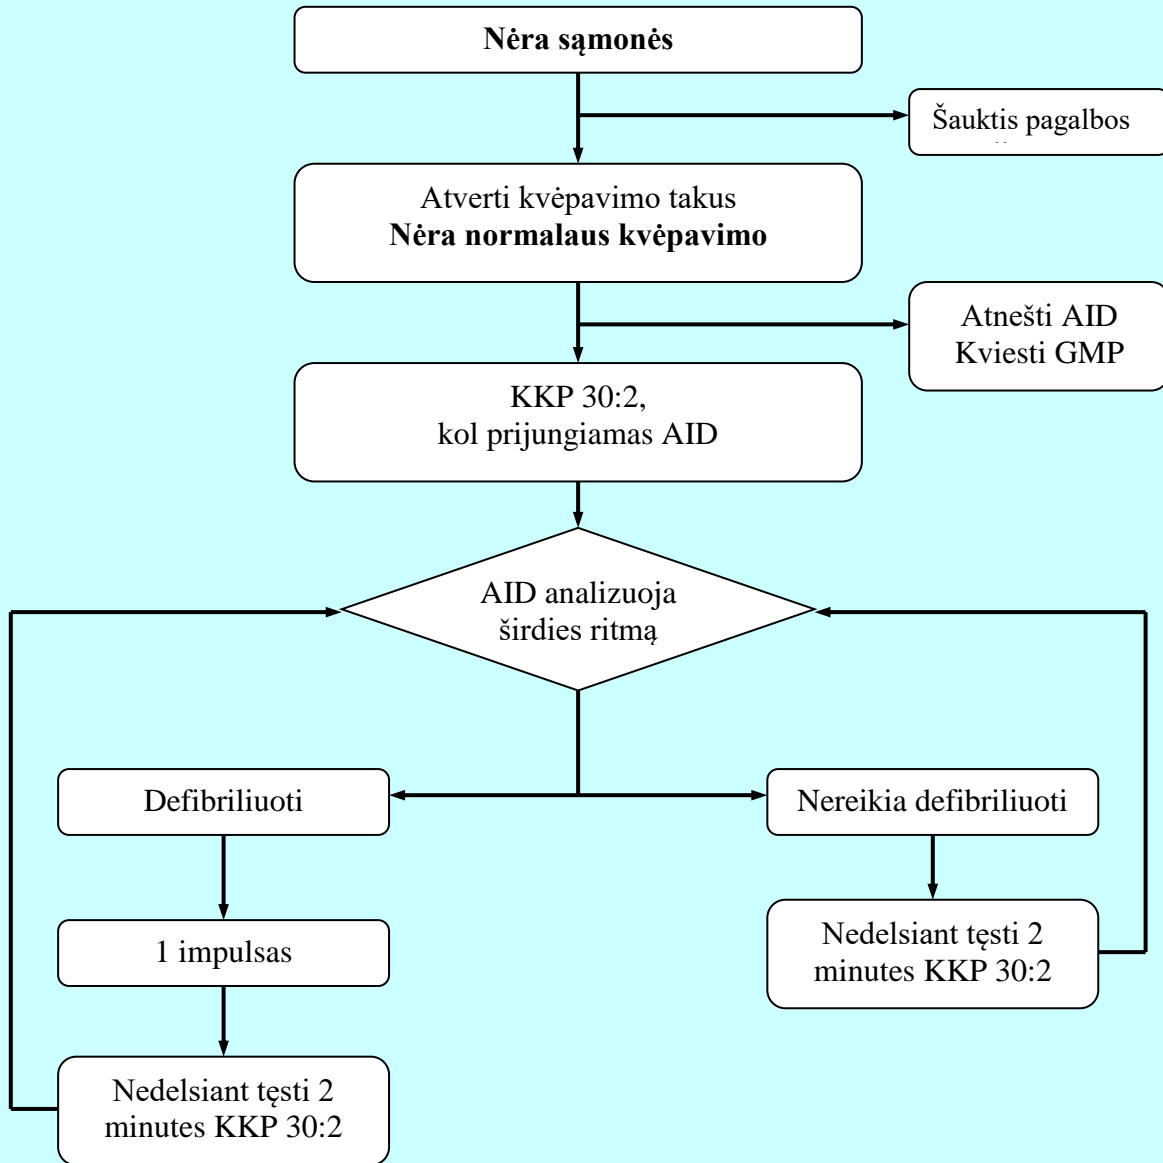 Nėra sąmonės
Šauktis pagalbos
Atverti kvėpavimo takus
Nėra normalaus kvėpavimo
Atnešti AID
Kviesti GMP
KKP 30:2,
kol prijungiamas AID
AID analizuoja
širdies ritmą
Defibriliuoti
Nereikia defibriliuoti
1 impulsas
Nedelsiant tęsti 2
minutes KKP 30:2
Nedelsiant tęsti 2
minutes KKP 30:2